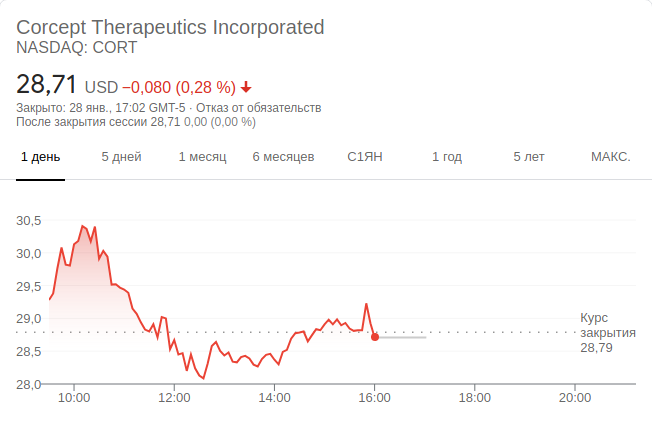 Corcept Therapeutics Incorporated
NASDAQ: CORT
28,71 USD −0,080 (0,28 %)
Закрыто: 28 янв., 17:02 GMT-5 · Отказ от обязательств
После закрытия сессии 28,71 0,00 (0,00 %)
1 день 5 дней 1 месяц 6 месяцев С1ЯН 1 год 5 лет МАКС.
30,5
30,0
29,5
29,0
28,5
28,0
Курс
закрытия
28,79
10:00 12:00 14:00 16:00 18:00 20:00